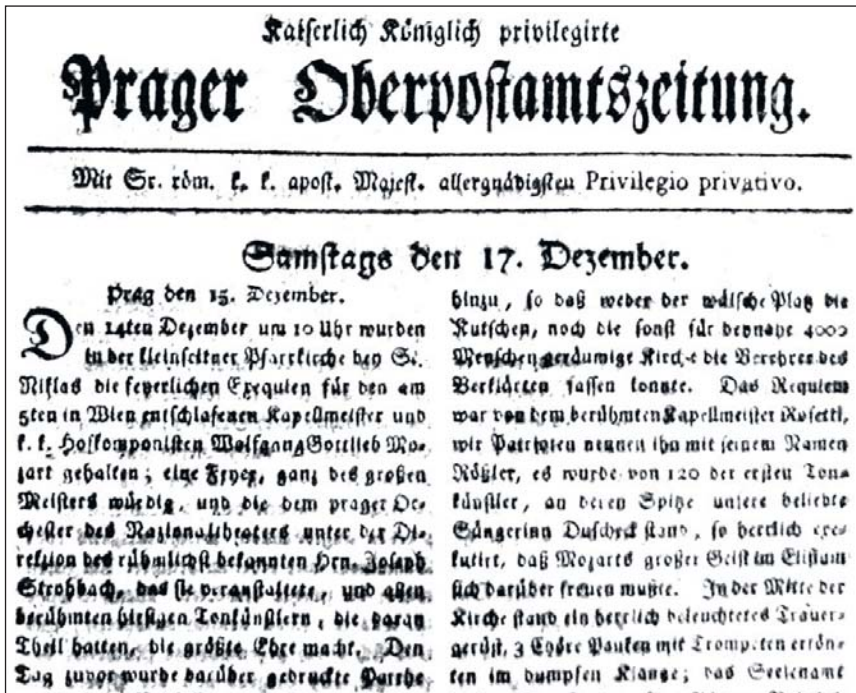 Kaiserlich Königlich privilegirte
Prager Oberpostamtszeitung.
Mit Sr. röm. k. k. apost. Majest. allergnädigsten Privilegio privativo.
Samstags den 17. Dezember.
Prag den 15. Dezember.
Den 14ten Dezember um 10 Uhr wurden
in der kleinseitner Pfarrkirche bey St.
Niklas die feyerlichen Exequien für den am
5ten in Wien entschlafenen Kapellmeister und
k. k. Hofkomponisten Wolfgang Gottlieb Mo-
zart gehalten; eine Feyer, ganz des großen
Meisters würdig, und die dem prager Or-
chester des Nazionaltheaters unter der Di-
rektion des rühmlichst bekannten Hrn. Joseph
Strohbach, das sie veranstaltete, und allen
berühmten hiesigen Tonkünstlern, die daran
Theil hatten, die größte Ehre macht. Den
Tag zuvor wurde darüber gedruckte
hinzu, so daß weder der wälsche Platz die
Kutschen, noch die sonst für beynahe 4000
Menschen geräumige Kirche die Verehrer des
Verklärten fassen konnte. Das Requiem
war von dem berühmten Kapellmeister Rosetti,
wir Patrioten nennen ihn mit seinem Namen
Rößler, es wurde von 120 der ersten Ton-
künstler, an deren Spitze unsere beliebte
Sängerinn Duscheck stand, so herrlich exe-
kutirt, daß Mozarts großer Geist im Elisium
sich darüber freuen mußte. In der Mitte der
Kirche stand ein herrlich beleuchtetes Trauer-
gerüst, 3 Chöre Pauken mit Trompeten ertön-
ten im dumpfen Klange; das Seelenamt